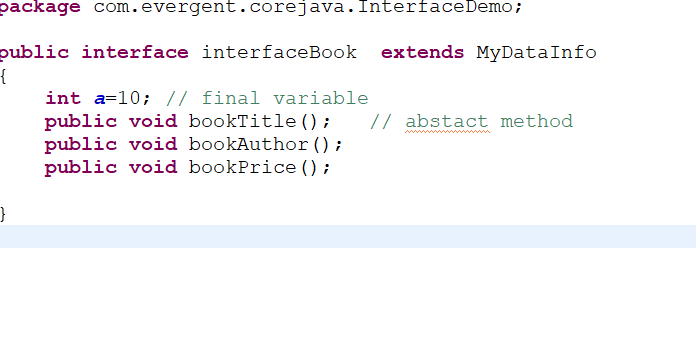 package com.evergent.corejava.InterfaceDemo;
public interface interfaceBook  extends MyDataInfo
{
    int a=10; // final variable
    public void bookTitle();   // abstact method
    public void bookAuthor();
    public void bookPrice();
}